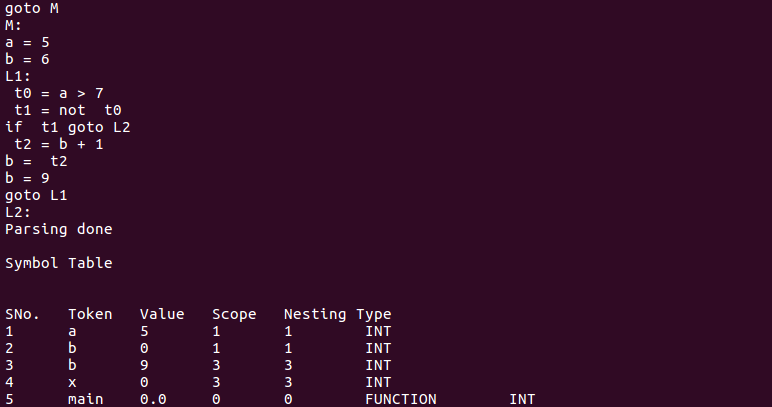 goto M
M:
a = 5
b = 6
L1:
t0 = a > 7
t1 = not  t0
if  t1 goto L2
t2 = b + 1
b =  t2
b = 9
goto L1
L2:
Parsing done
Symbol Table
SNo. Token Value Scope Nesting Type
1 a 5 1 1 INT
2 b 0 1 1 INT
3 b 9 3 3 INT
4 x 0 3 3 INT
5 main 0.0 0 0 FUNCTION INT